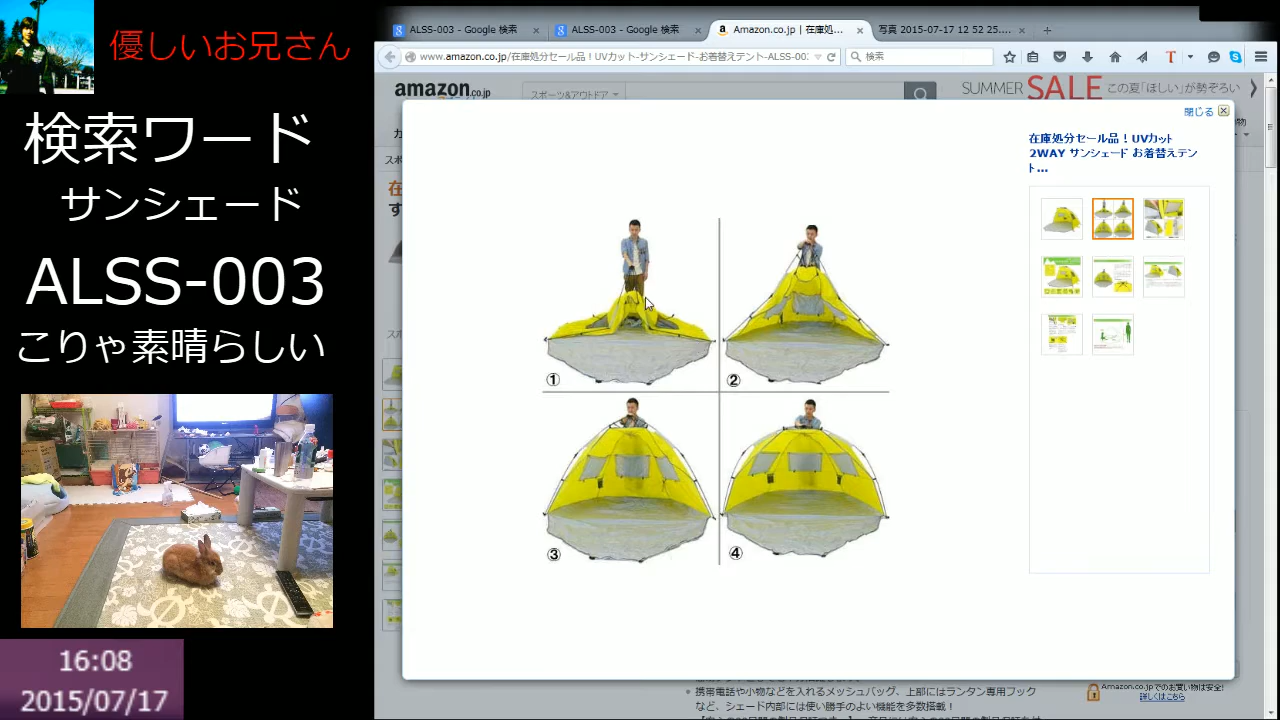 優しいお兄さん
検索ワード
サンシェード
ALSS-003
こりゃ素晴らしい
16:08
2015/07/17
ALSS-003 - Google 検索
ALSS-003 - Google 検索
Amazon.co.jp | 在庫処...
写真 2015-07-17 12 52 25....
www.amazon.co.jp/在庫処分セール品！UVカット-サンシェード-お着替えテント-ALSS-00
検索
amazon.co.jp
スポーツ&アウトドア
SUMMER SALE この夏「ほしい」が勢ぞろい
閉じる
在庫処分セール品！UVカット
2WAY サンシェード お着替えテン
ト...
①
②
③
④
携帯電話や小物などを入れるメッシュバッグ、上部にはランタン専用フック
など、シェード内部には使い勝手のよい機能を多数搭載！
Amazon.co.jpでのお買い物は安全!
詳しくはこちら